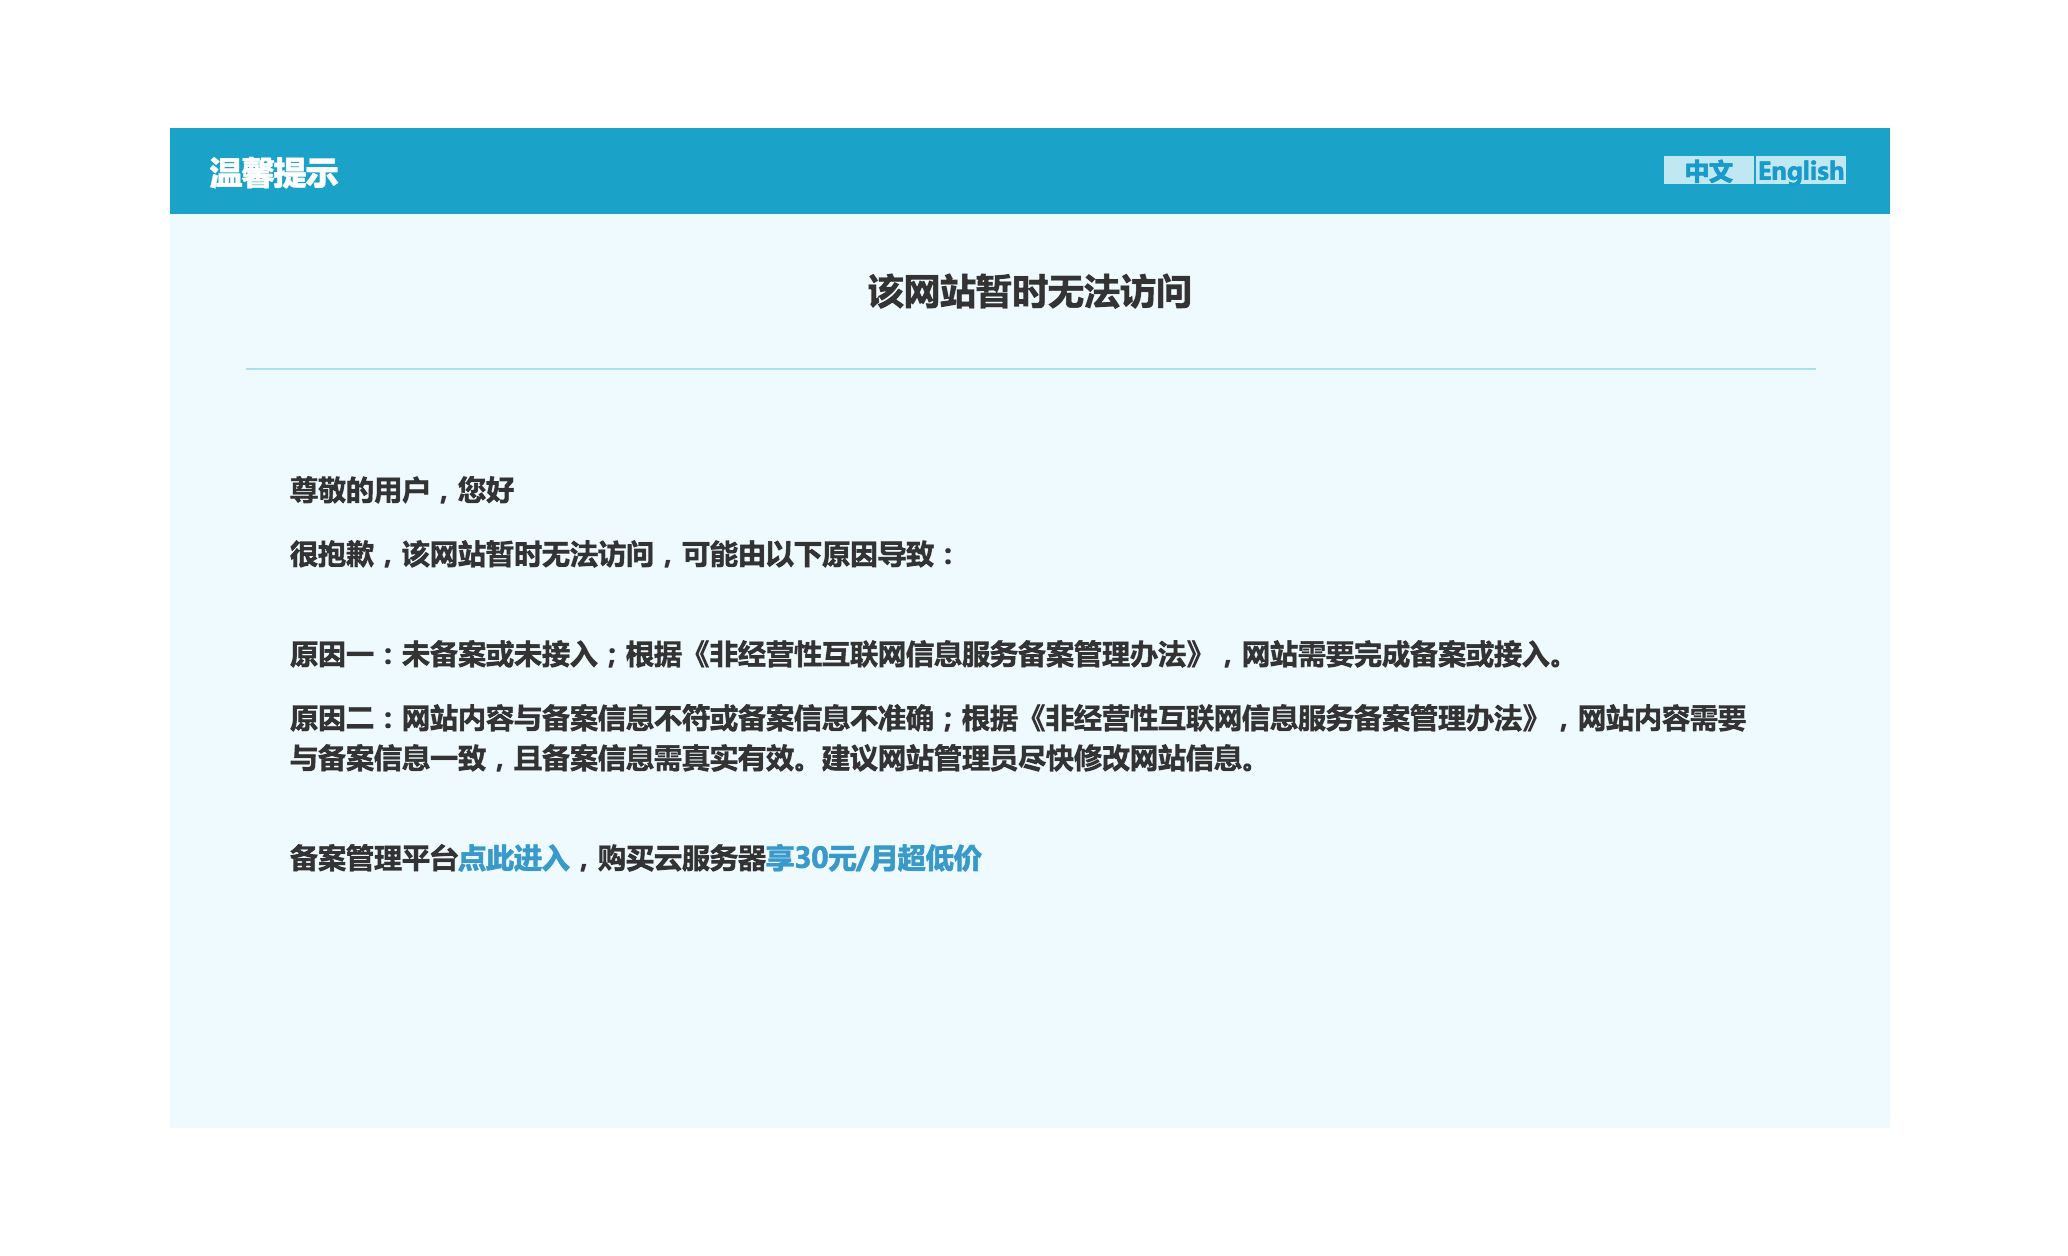 温馨提示
中文 English
该网站暂时无法访问
尊敬的用户，您好
很抱歉，该网站暂时无法访问，可能由以下原因导致：
原因一：未备案或未接入；根据《非经营性互联网信息服务备案管理办法》，网站需要完成备案或接入。
原因二：网站内容与备案信息不符或备案信息不准确；根据《非经营性互联网信息服务备案管理办法》，网站内容需要
与备案信息一致，且备案信息需真实有效。建议网站管理员尽快修改网站信息。
备案管理平台点此进入，购买云服务器享30元/月超低价